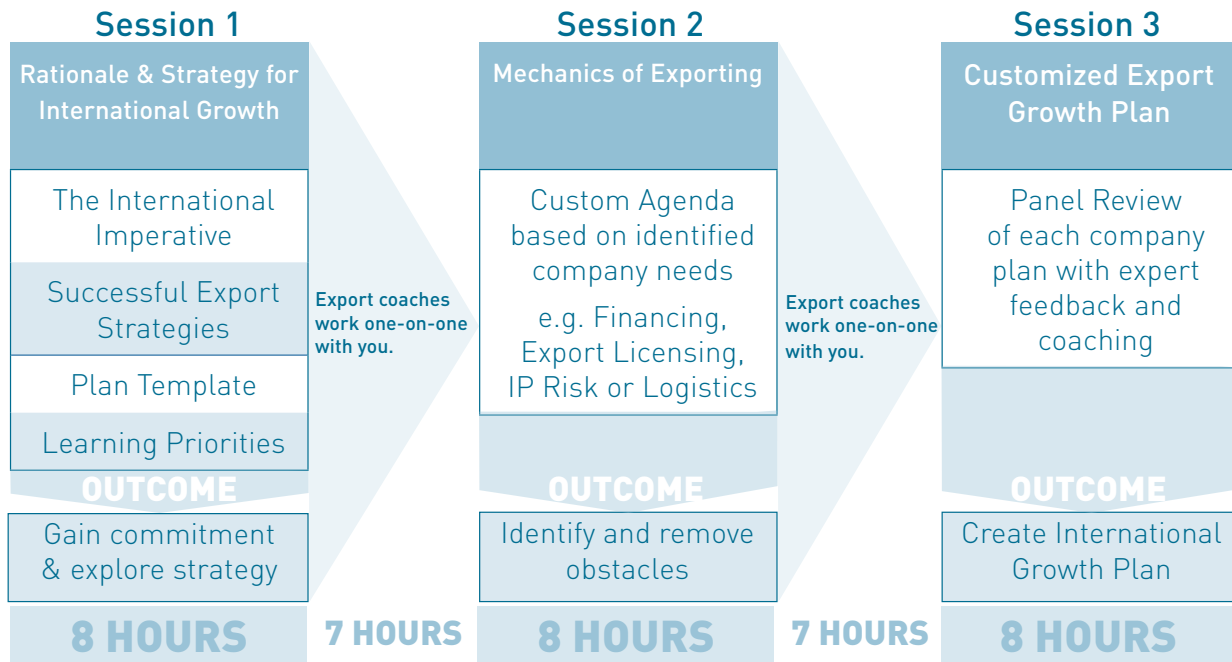 Session 1
Rationale & Strategy for
International Growth
The International
Imperative
Successful Export
Strategies
Plan Template
Learning Priorities
OUTCOME
Gain commitment
& explore strategy
8 HOURS
Export coaches
work one-on-one
with you.
7 HOURS
Session 2
Mechanics of Exporting
Custom Agenda
based on identified
company needs
e.g. Financing,
Export Licensing,
IP Risk or Logistics
OUTCOME
Identify and remove
obstacles
8 HOURS
Export coaches
work one-on-one
with you.
7 HOURS
Session 3
Customized Export
Growth Plan
Panel Review
of each company
plan with expert
feedback and
coaching
OUTCOME
Create International
Growth Plan
8 HOURS